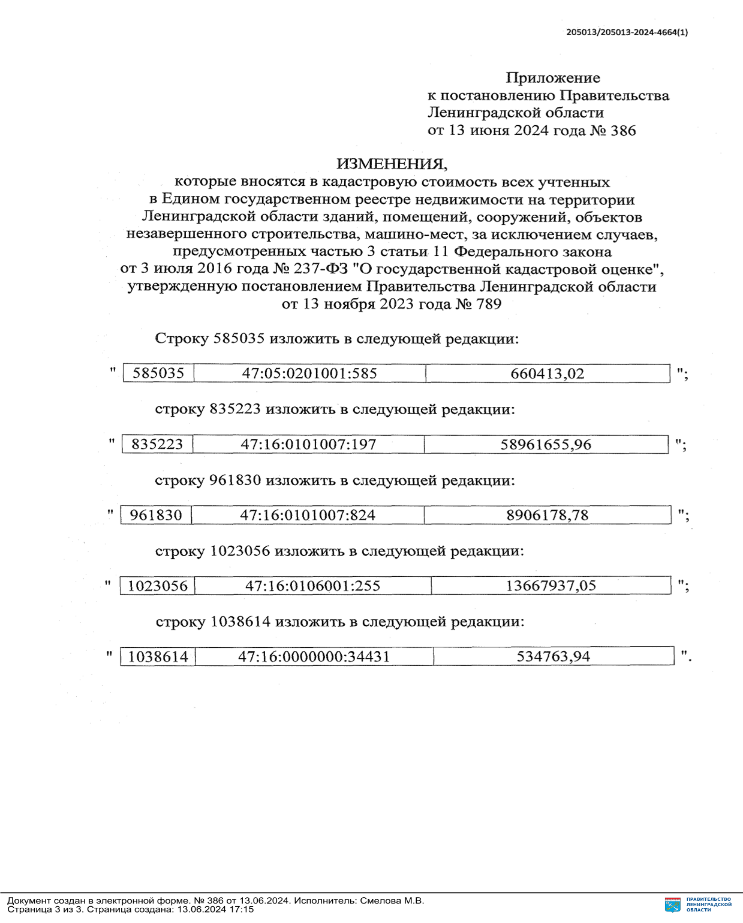 205013/205013-2024-4664(1)
Приложение
к постановлению Правительства
Ленинградской области
от 13 июня 2024 года № 386
ИЗМЕНЕНИЯ,
которые вносятся в кадастровую стоимость всех учтенных
в Едином государственном реестре недвижимости на территории
Ленинградской области зданий, помещений, сооружений, объектов
незавершенного строительства, машино-мест, за исключением случаев,
предусмотренных частью 3 статьи 11 Федерального закона
от 3 июля 2016 года № 237-ФЗ "О государственной кадастровой оценке",
утвержденную постановлением Правительства Ленинградской области
от 13 ноября 2023 года № 789
Строку 585035 изложить в следующей редакции:
" 585035 47:05:0201001:585 660413,02 ";
строку 835223 изложить в следующей редакции:
" 835223 47:16:0101007:197 58961655,96 ";
строку 961830 изложить в следующей редакции:
" 961830 47:16:0101007:824 8906178,78 ";
строку 1023056 изложить в следующей редакции:
" 1023056 47:16:0106001:255 13667937,05 ";
строку 1038614 изложить в следующей редакции:
" 1038614 47:16:0000000:34431 534763,94 ".
Документ создан в электронной форме. № 386 от 13.06.2024. Исполнитель: Смелова М.В.
Страница 3 из 3. Страница создана: 13.06.2024 17:15
ПРАВИТЕЛЬСТВО
ЛЕНИНГРАДСКОЙ
ОБЛАСТИ